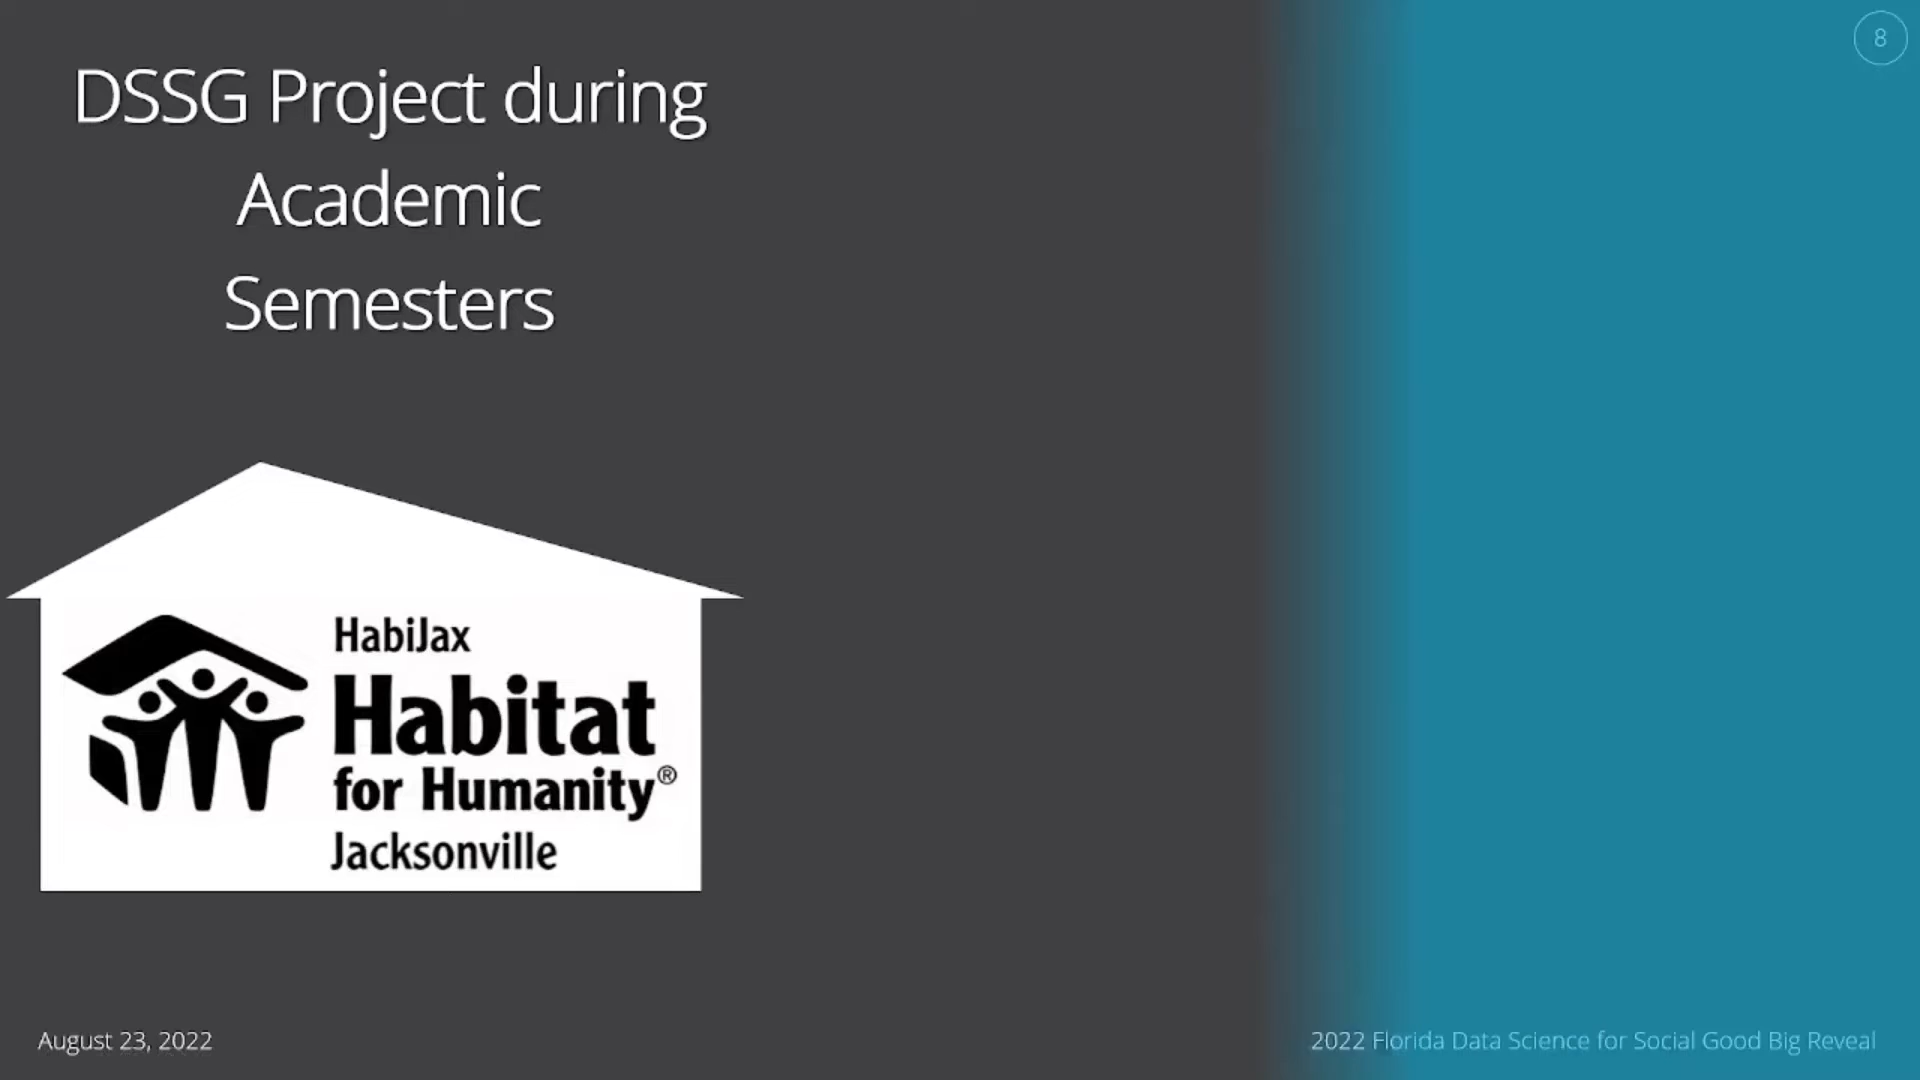 8
DSSG Project during
Academic
Semesters
HabiJax
Habitat
for Humanity®
Jacksonville
August 23, 2022
2022 Florida Data Science for Social Good Big Reveal